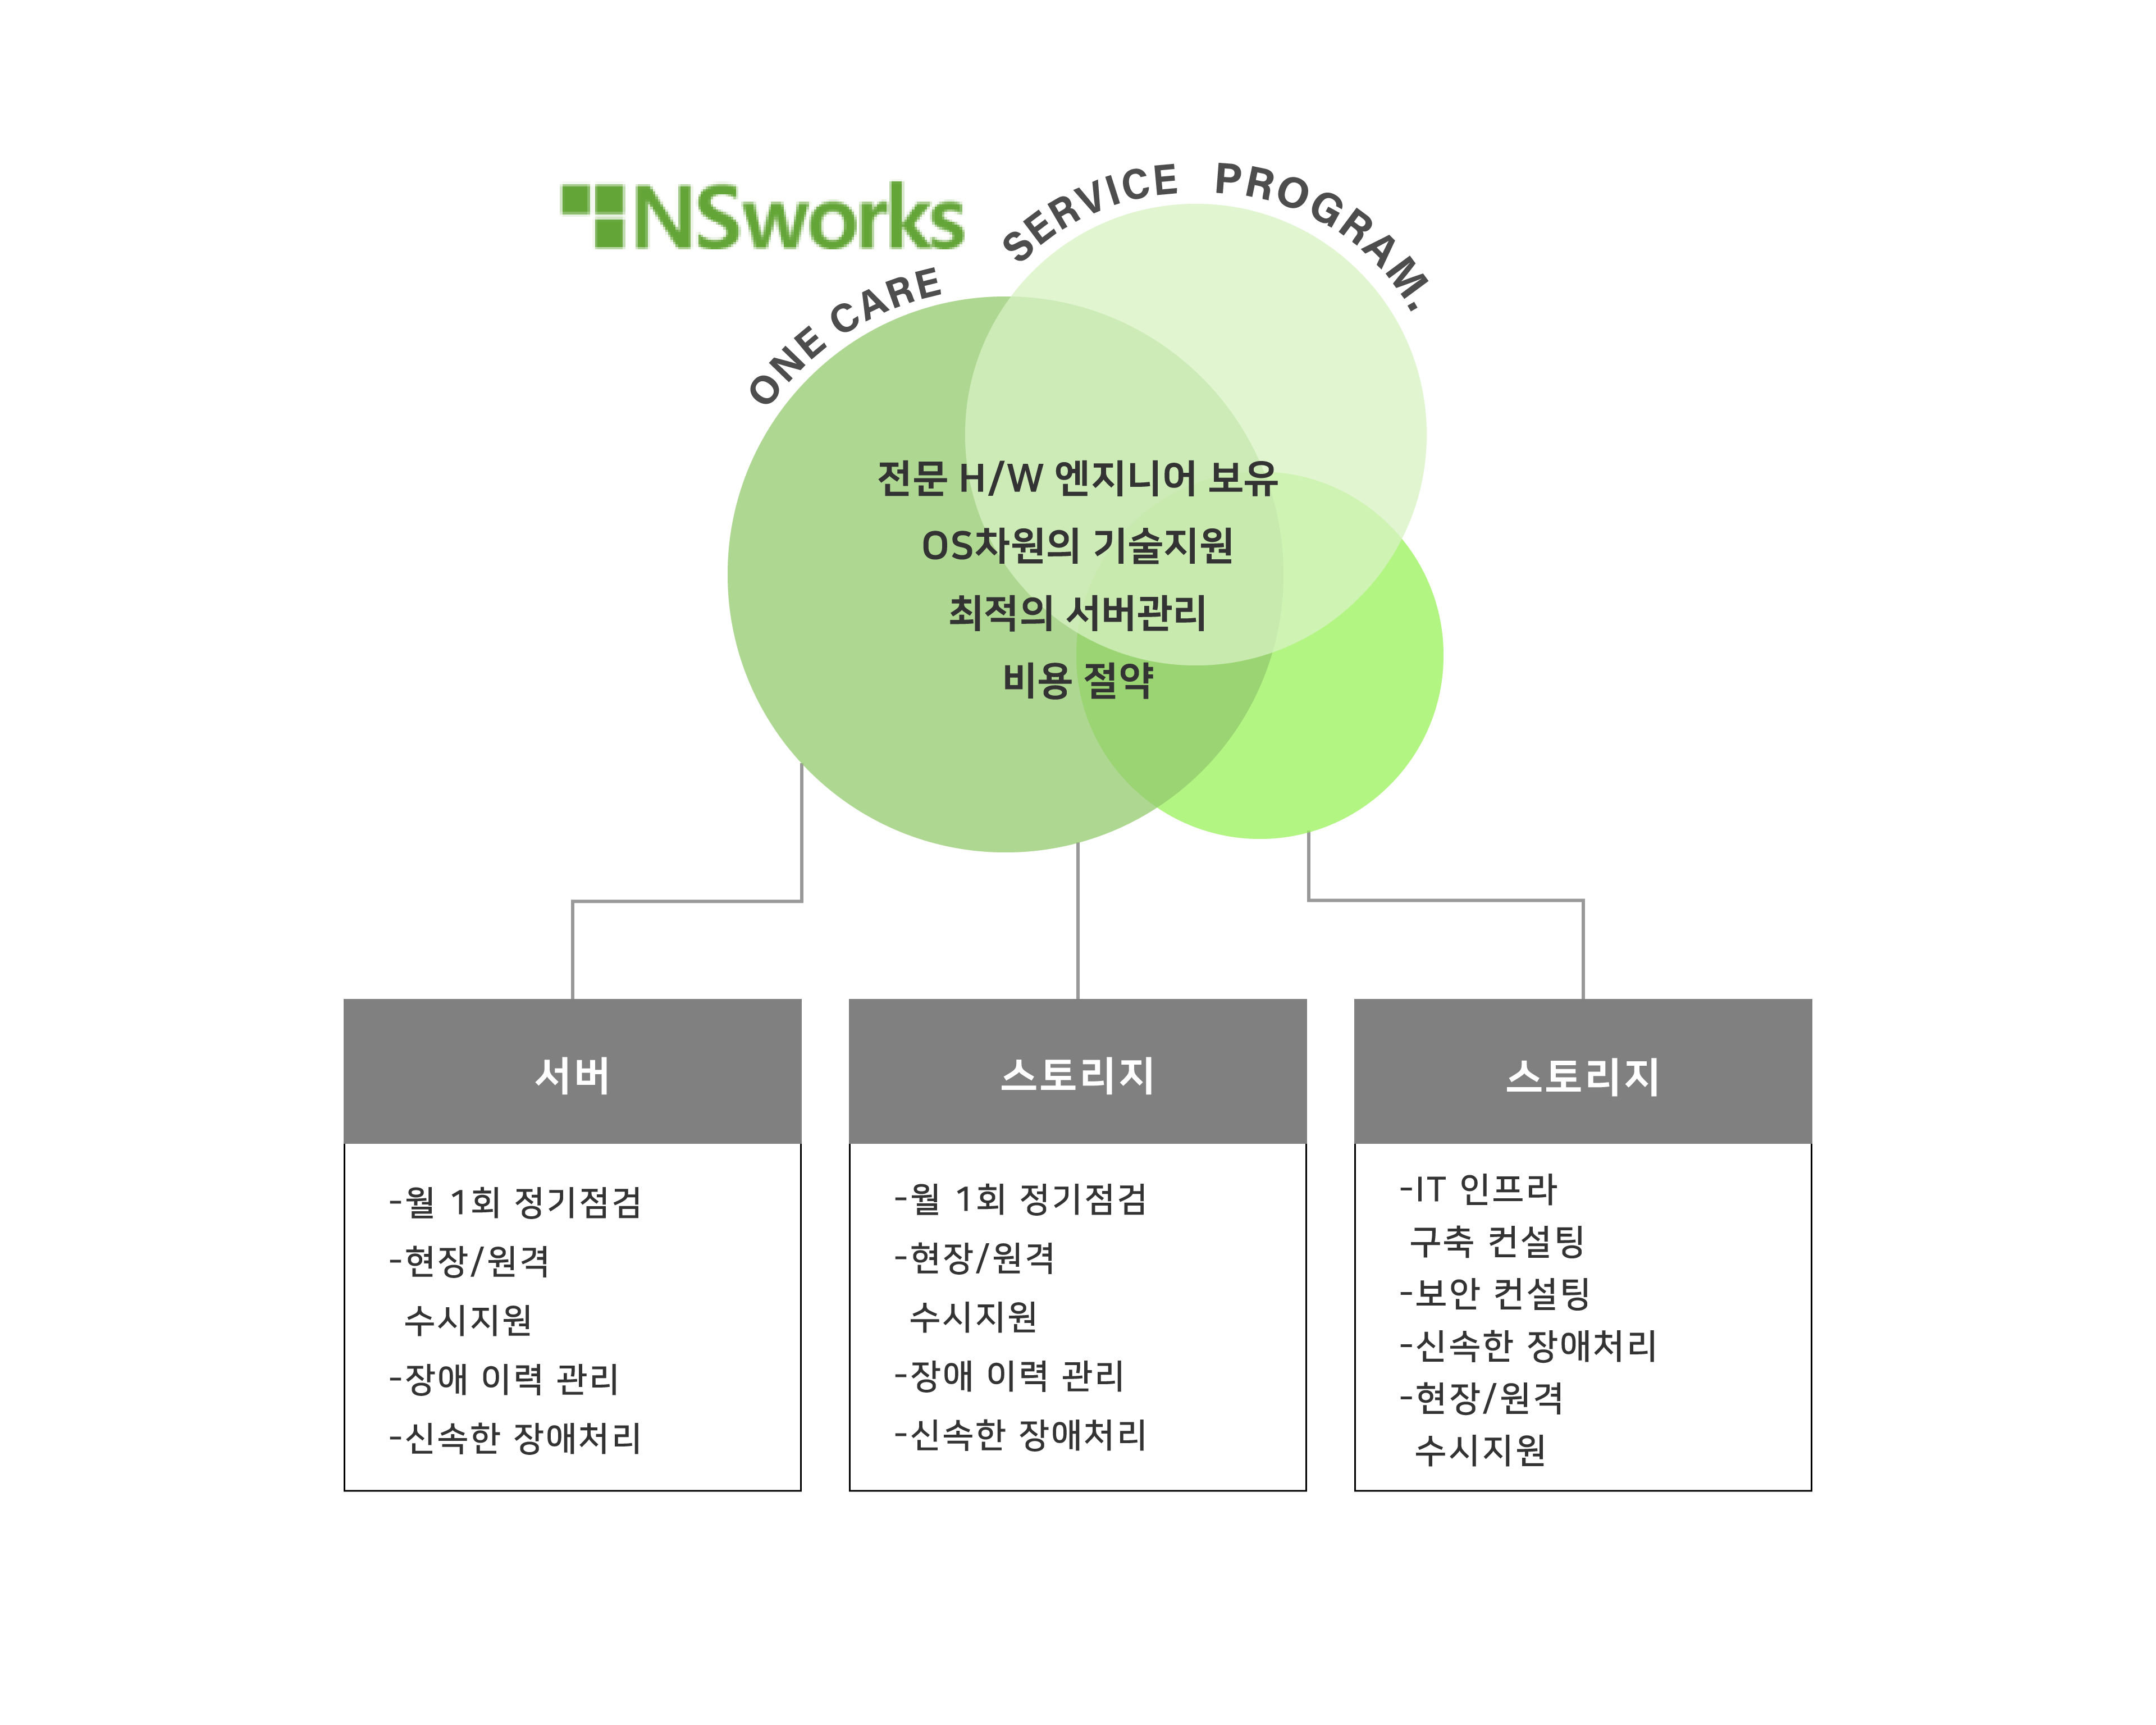 NSworks
ONE CARE SERVICE PROGRAM.
전문 H/W 엔지니어 보유
OS차원의 기술지원
최적의 서버관리
비용 절약
서버
-월 1회 정기점검
-현장/원격
수시지원
-장애 이력 관리
-신속한 장애처리
스토리지
-월 1회 정기점검
-현장/원격
수시지원
-장애 이력 관리
-신속한 장애처리
스토리지
-IT 인프라
구축 컨설팅
-보안 컨설팅
-신속한 장애처리
-현장/원격
수시지원